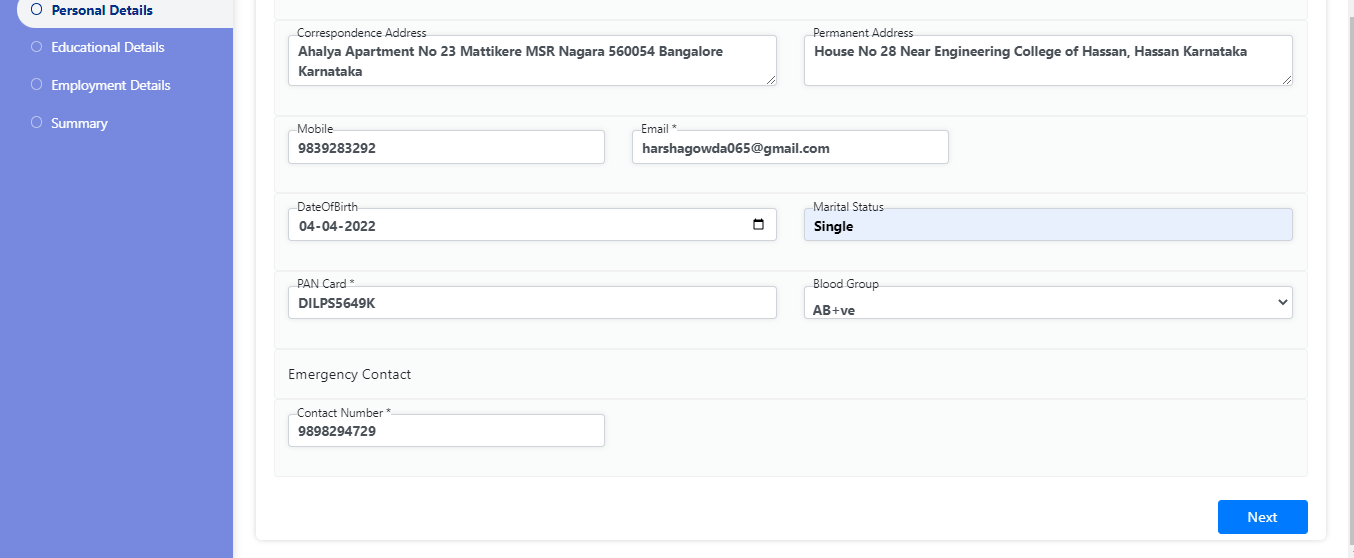 Personal Details
Educational Details
Employment Details
Summary
Correspondence Address
Ahalya Apartment No 23 Mattikere MSR Nagara 560054 Bangalore
Karnataka
Permanent Address
House No 28 Near Engineering College of Hassan, Hassan Karnataka
Mobile
9839283292
Email *
harshagowda065@gmail.com
DateOfBirth
04-04-2022
Marital Status
Single
PAN Card *
DILPS5649K
Blood Group
AB+ve
Emergency Contact
Contact Number *
9898294729
Next